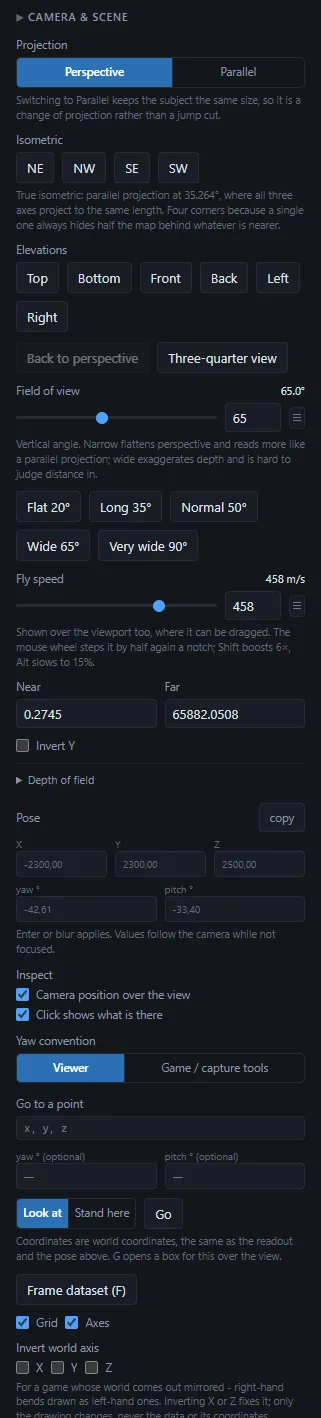 ▶ CAMERA & SCENE
Projection
Perspective Parallel
Switching to Parallel keeps the subject the same size, so it is a
change of projection rather than a jump cut.
Isometric
NE NW SE SW
True isometric: parallel projection at 35.264°, where all three
axes project to the same length. Four corners because a single
one always hides half the map behind whatever is nearer.
Elevations
Top Bottom Front Back Left
Right
Back to perspective Three-quarter view
Field of view 65.0°
65
Vertical angle. Narrow flattens perspective and reads more like
a parallel projection; wide exaggerates depth and is hard to
judge distance in.
Flat 20° Long 35° Normal 50°
Wide 65° Very wide 90°
Fly speed 458 m/s
458
Shown over the viewport too, where it can be dragged. The
mouse wheel steps it by half again a notch; Shift boosts 6×,
Alt slows to 15%.
Near Far
0.2745 65882.0508
Invert Y
▶ Depth of field
Pose copy
X Y Z
-2300,00 2300,00 2500,00
yaw ° pitch °
-42,61 -33,40
Enter or blur applies. Values follow the camera while not
focused.
Inspect
Camera position over the view
Click shows what is there
Yaw convention
Viewer Game / capture tools
Go to a point
x, y, z
yaw ° (optional) pitch ° (optional)
— —
Look at Stand here Go
Coordinates are world coordinates, the same as the readout
and the pose above. G opens a box for this over the view.
Frame dataset (F)
Grid Axes
Invert world axis
X Y Z
For a game whose world comes out mirrored - right-hand
bends drawn as left-hand ones. Inverting X or Z fixes it; only
the drawing changes, never the data or its coordinates.